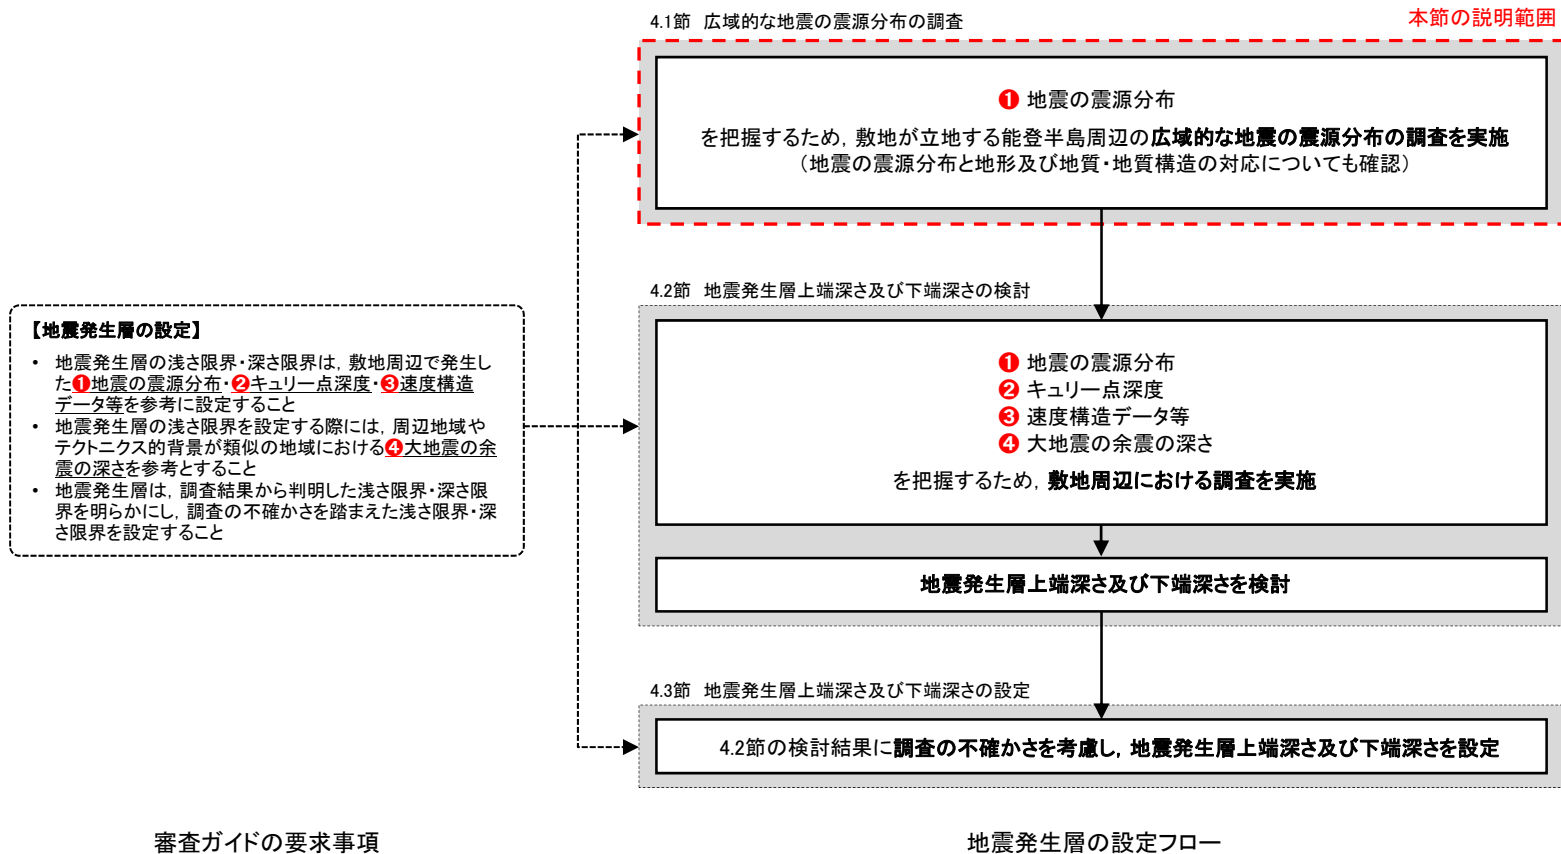 本節の説明範囲
4.1節 広域的な地震の震源分布の調査
❶ 地震の震源分布
を把握するため，敷地が立地する能登半島周辺の広域的な地震の震源分布の調査を実施
（地震の震源分布と地形及び地質・地質構造の対応についても確認）
4.2節 地震発生層上端深さ及び下端深さの検討
【地震発生層の設定】
• 地震発生層の浅さ限界・深さ限界は，敷地周辺で発生し
た❶地震の震源分布・❷キュリー点深度・❸速度構造
データ等を参考に設定すること
• 地震発生層の浅さ限界を設定する際には，周辺地域や
テクトニクス的背景が類似の地域における❹大地震の余
震の深さを参考とすること
• 地震発生層は，調査結果から判明した浅さ限界・深さ限
界を明らかにし，調査の不確かさを踏まえた浅さ限界・深
さ限界を設定すること
❶ 地震の震源分布
❷ キュリー点深度
❸ 速度構造データ等
❹ 大地震の余震の深さ
を把握するため，敷地周辺における調査を実施
地震発生層上端深さ及び下端深さを検討
4.3節 地震発生層上端深さ及び下端深さの設定
4.2節の検討結果に調査の不確かさを考慮し，地震発生層上端深さ及び下端深さを設定
審査ガイドの要求事項
地震発生層の設定フロー